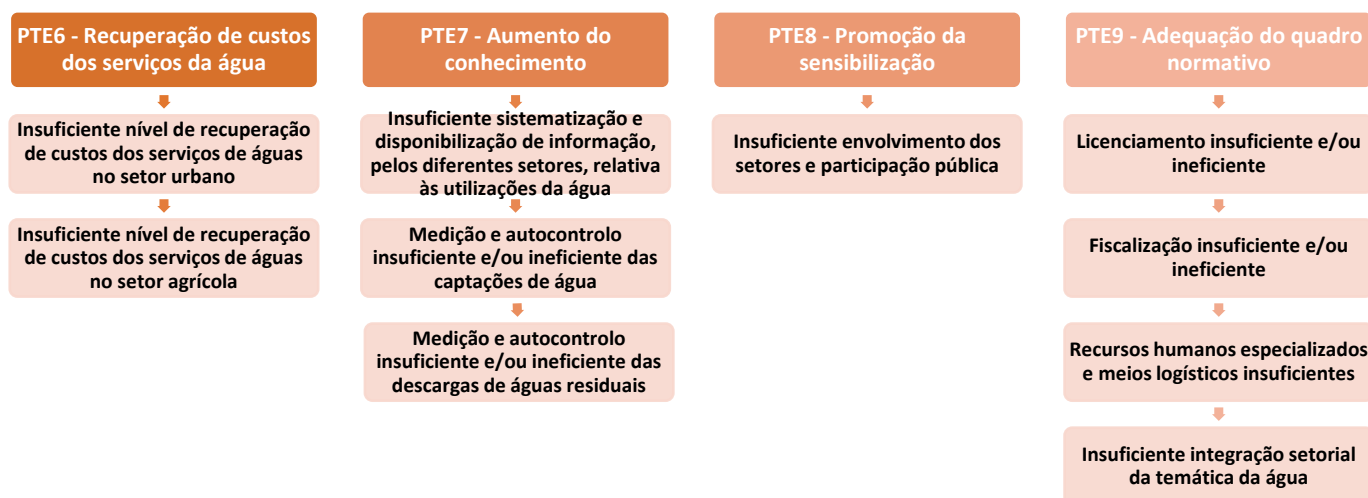 PTE6 - Recuperação de custos
dos serviços da água
Insuficiente nível de recuperação
de custos dos serviços de águas
no setor urbano
Insuficiente nível de recuperação
de custos dos serviços de águas
no setor agrícola
PTE7 - Aumento do
conhecimento
Insuficiente sistematização e
disponibilização de informação,
pelos diferentes setores, relativa
às utilizações da água
Medição e autocontrolo
insuficiente e/ou ineficiente das
captações de água
Medição e autocontrolo
insuficiente e/ou ineficiente das
descargas de águas residuais
PTE8 - Promoção da
sensibilização
Insuficiente envolvimento dos
setores e participação pública
PTE9 - Adequação do quadro
normativo
Licenciamento insuficiente e/ou
ineficiente
Fiscalização insuficiente e/ou
ineficiente
Recursos humanos especializados
e meios logísticos insuficientes
Insuficiente integração setorial
da temática da água